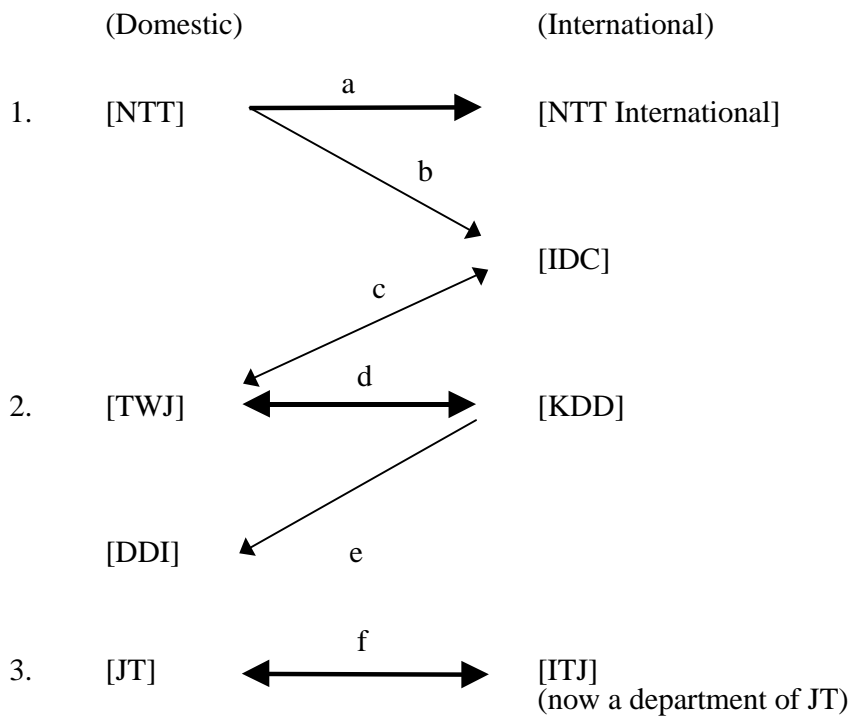 (Domestic) (International)
a
1. [NTT] [NTT International]
b
[IDC]
c
d
2. [TWJ] [KDD]
[DDI] e
f
3. [JT] [ITJ]
(now a department of JT)